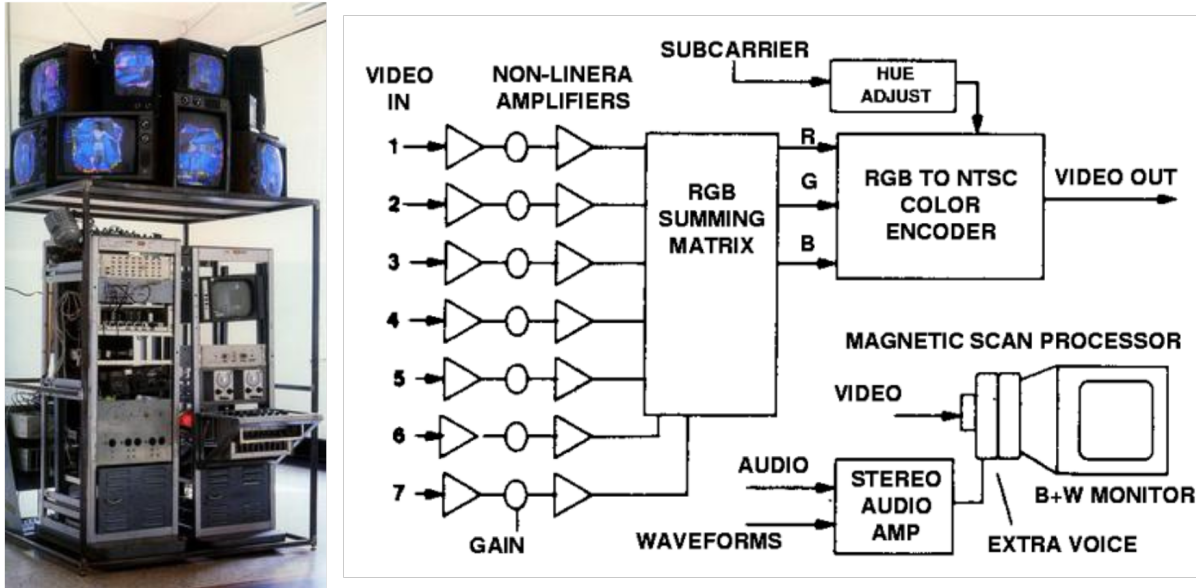 SUBCARRIER
HUE
ADJUST
VIDEO
IN
NON-LINERA
AMPLIFIERS
1
2
3
4
5
6
7
GAIN
RGB
SUMMING
MATRIX
R
G
B
RGB TO NTSC
COLOR
ENCODER
VIDEO OUT
MAGNETIC SCAN PROCESSOR
VIDEO
AUDIO
WAVEFORMS
STEREO
AUDIO
AMP
B+W MONITOR
EXTRA VOICE